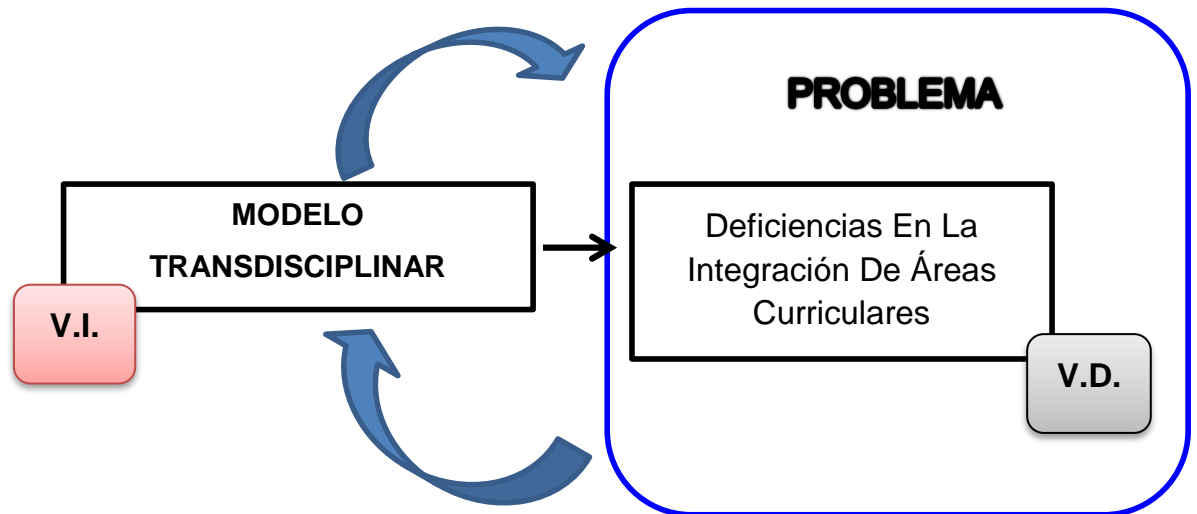 PROBLEMA
MODELO
TRANSDISCIPLINAR
V.I.
Deficiencias En La
Integración De Áreas
Curriculares
V.D.